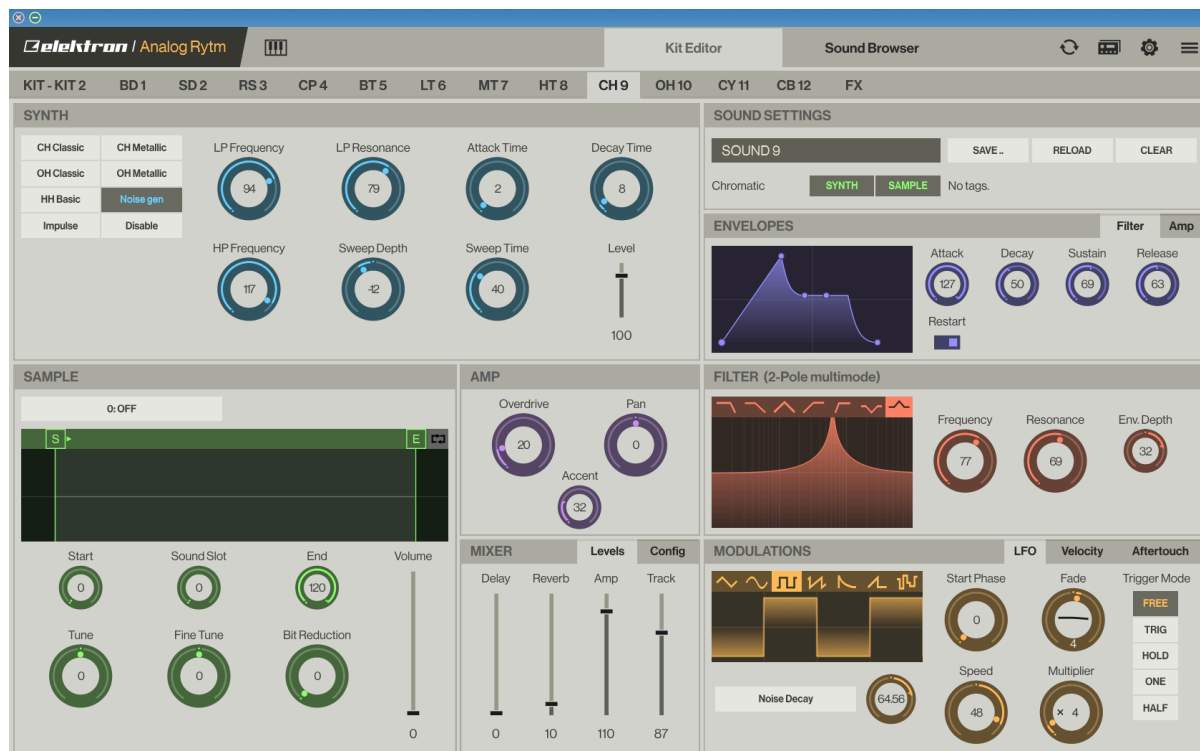 elektron / Analog Rytm
Kit Editor
Sound Browser
KIT - KIT 2 BD 1 SD 2 RS 3 CP 4 BT 5 LT 6 MT 7 HT 8 CH 9 OH 10 CY 11 CB 12 FX
SYNTH
CH Classic CH Metallic
OH Classic OH Metallic
HH Basic Noise gen
Impulse Disable
LP Frequency LP Resonance Attack Time Decay Time
94 79 2 8
HP Frequency Sweep Depth Sweep Time Level
117 -12 40
100
SOUND SETTINGS
SOUND 9 SAVE .. RELOAD CLEAR
Chromatic SYNTH SAMPLE No tags.
ENVELOPES Filter Amp
Attack Decay Sustain Release
127 50 69 63
Restart
SAMPLE
0: OFF
S E
Start Sound Slot End Volume
0 0 120
Tune Fine Tune Bit Reduction
0 0 0
0
AMP
Overdrive Pan
20 0
Accent
32
FILTER (2-Pole multimode)
Frequency Resonance Env. Depth
77 69 32
MIXER Levels Config
Delay Reverb Amp Track
0 10 110 87
MODULATIONS LFO Velocity Aftertouch
Start Phase Fade Trigger Mode
0 4
FREE
TRIG
HOLD
ONE
HALF
Speed Multiplier
Noise Decay 64.56 48 × 4